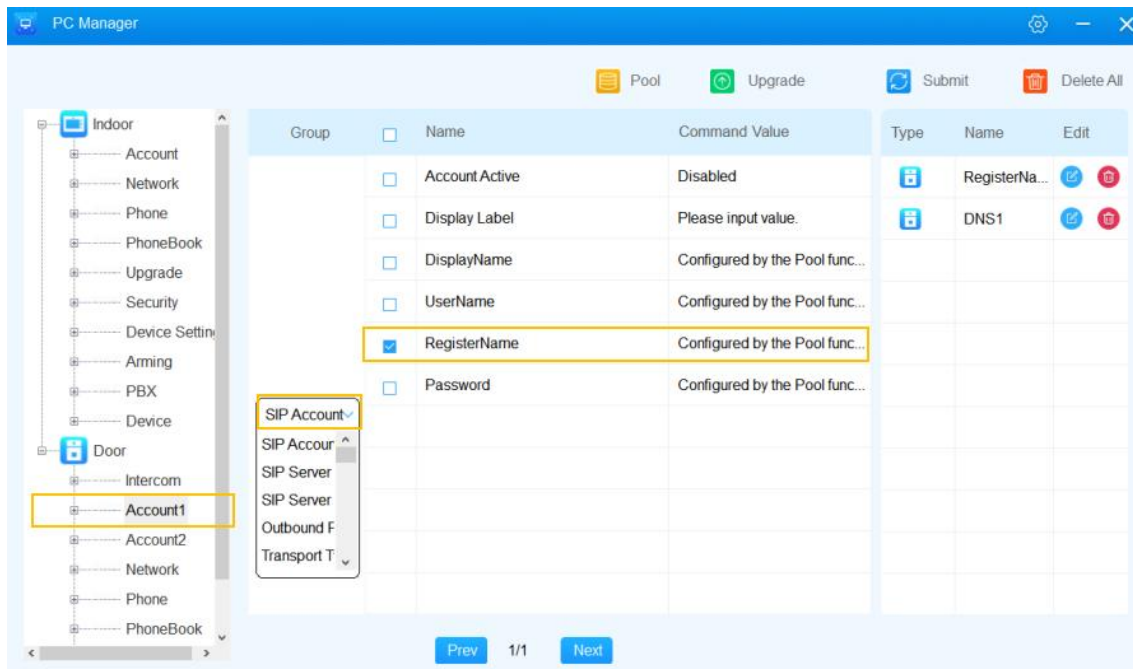 PC Manager
Pool
Upgrade
Submit
Delete All
Indoor
Account
Network
Phone
PhoneBook
Upgrade
Security
Device Setting
Arming
PBX
Device
Door
Intercom
Account1
Account2
Network
Phone
PhoneBook
Group
Name
Command Value
Account Active
Disabled
Display Label
Please input value.
DisplayName
Configured by the Pool func...
UserName
Configured by the Pool func...
RegisterName
Configured by the Pool func...
Password
Configured by the Pool func...
SIP Account
SIP Accour
SIP Server
SIP Server
Outbound F
Transport T
Prev
1/1
Next
Type
Name
Edit
RegisterNa...
DNS1